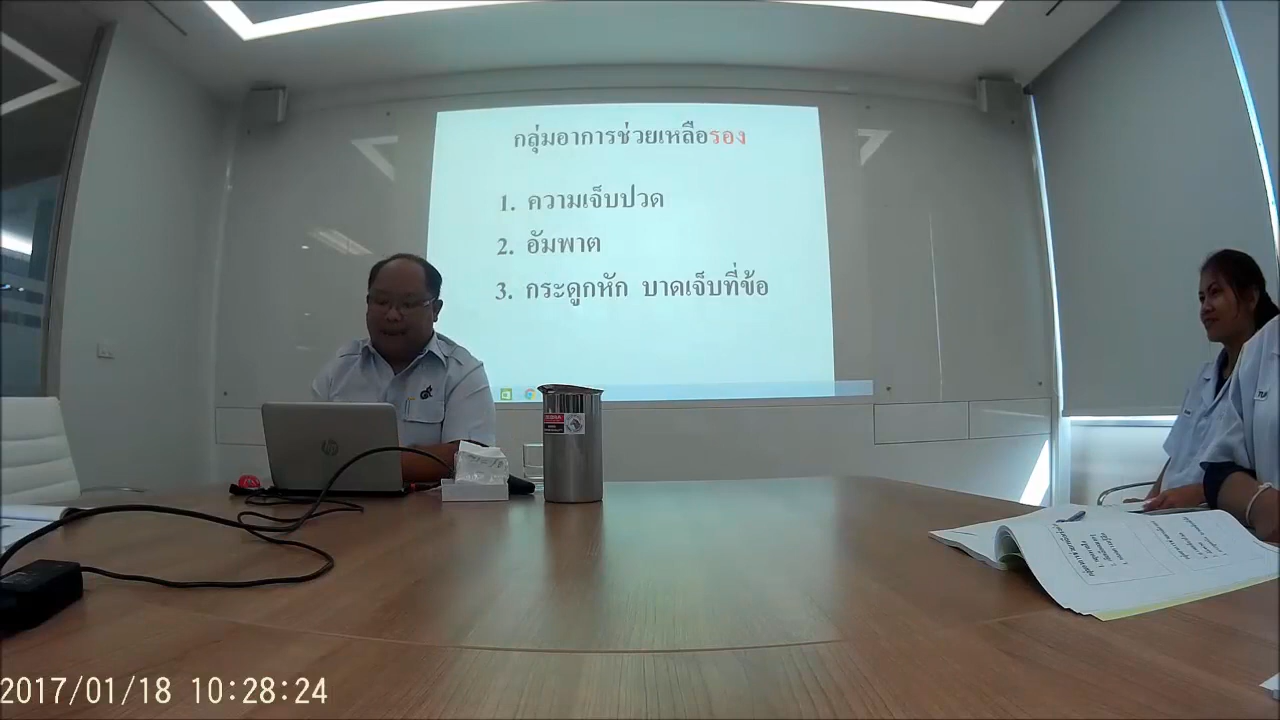 กลุ่มอาการช่วยเหลือรอง
1. ความเจ็บปวด
2. อัมพาต
3. กระดูกหัก บาดเจ็บที่ข้อ
hp
2017/01/18 10:28:24